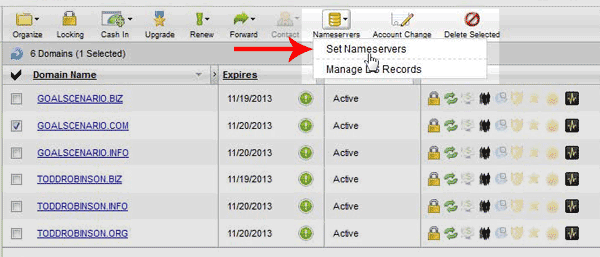 Organize Locking Cash In Upgrade Renew Forward Contact Nameservers Account Change Delete Selected
6 Domains (1 Selected)
Set Nameservers
Manage Records
Domain Name Expires
GOALSCENARIO.BIZ 11/19/2013 Active
GOALSCENARIO.COM 11/20/2013 Active
GOALSCENARIO.INFO 11/20/2013 Active
TODDROBINSON.BIZ 11/19/2013 Active
TODDROBINSON.INFO 11/20/2013 Active
TODDROBINSON.ORG 11/20/2013 Active